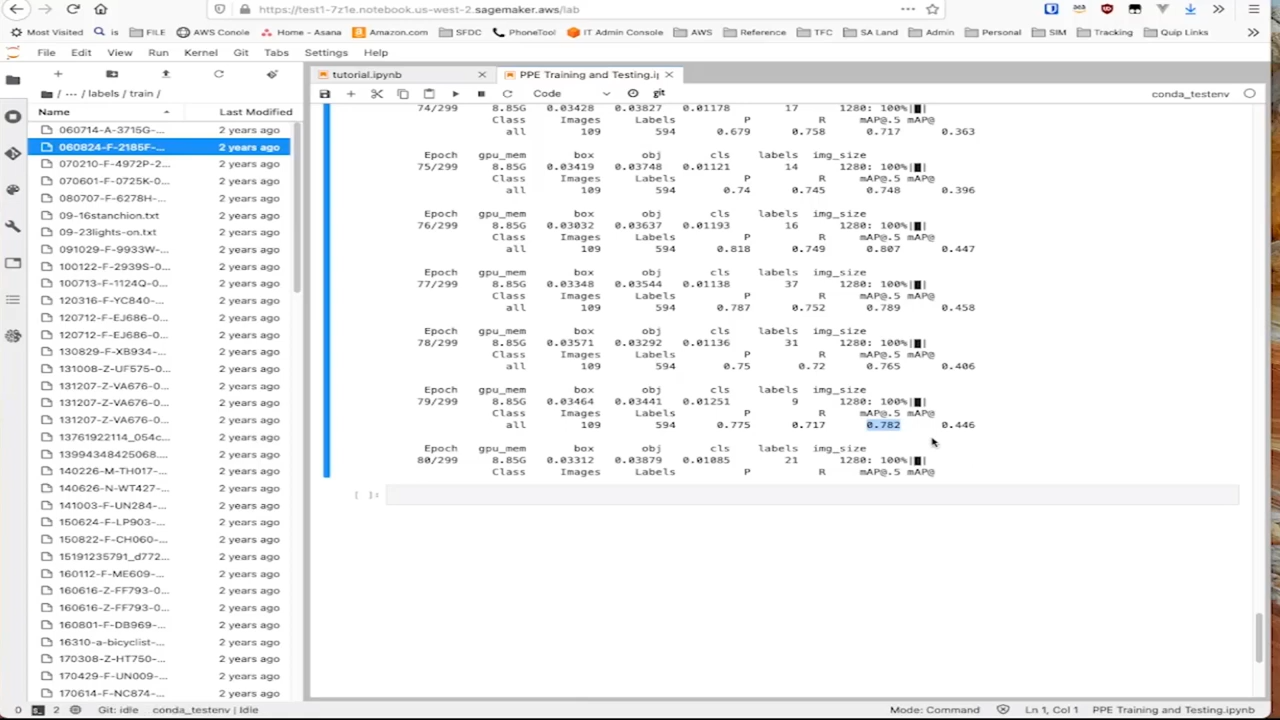 https://test1-7z1e.notebook.us-west-2.sagemaker.aws/lab
Most Visited is FILE AWS Console Home - Asana Amazon.com SFDC PhoneTool IT Admin Console AWS Reference TFC SA Land Admin Personal SIM Tracking Quip Links
File Edit View Run Kernel Git Tabs Settings Help
tutorial.ipynb PPE Training and Testing.i
/ ··· / labels / train /
Code git conda_testenv
Name Last Modified
060714-A-3715G-... 2 years ago
060824-F-2185F-... 2 years ago
070210-F-4972P-2... 2 years ago
070601-F-0725K-0... 2 years ago
080707-F-6278H-... 2 years ago
09-16stanchion.txt 2 years ago
09-23lights-on.txt 2 years ago
091029-F-9933W-... 2 years ago
100122-F-2939S-0... 2 years ago
100713-F-1124Q-0... 2 years ago
120316-F-YC840-... 2 years ago
120712-F-EJ686-0... 2 years ago
120712-F-EJ686-0... 2 years ago
130829-F-XB934-... 2 years ago
131008-Z-UF575-0... 2 years ago
131207-Z-VA676-0... 2 years ago
131207-Z-VA676-0... 2 years ago
131207-Z-VA676-0... 2 years ago
13761922114_054c... 2 years ago
13994348425068.... 2 years ago
140226-M-TH017-... 2 years ago
140626-N-WT427-... 2 years ago
141003-F-UN284-... 2 years ago
150624-F-LP903-... 2 years ago
150822-F-CH060-... 2 years ago
15191235791_d772... 2 years ago
160112-F-ME609-... 2 years ago
160616-Z-FF793-0... 2 years ago
160616-Z-FF793-0... 2 years ago
160801-F-DB969-... 2 years ago
16310-a-bicyclist-... 2 years ago
170308-Z-HT750-... 2 years ago
170429-F-UN009-... 2 years ago
170614-F-NC874-... 2 years ago
74/299 8.85G 0.03428 0.03827 0.01178 17 1280: 100%
Class Images Labels P R mAP@.5 mAP@
all 109 594 0.679 0.758 0.717 0.363
Epoch gpu_mem box obj cls labels img_size
75/299 8.85G 0.03419 0.03748 0.01121 14 1280: 100%
Class Images Labels P R mAP@.5 mAP@
all 109 594 0.74 0.745 0.748 0.396
Epoch gpu_mem box obj cls labels img_size
76/299 8.85G 0.03032 0.03637 0.01193 16 1280: 100%
Class Images Labels P R mAP@.5 mAP@
all 109 594 0.818 0.749 0.807 0.447
Epoch gpu_mem box obj cls labels img_size
77/299 8.85G 0.03348 0.03544 0.01138 37 1280: 100%
Class Images Labels P R mAP@.5 mAP@
all 109 594 0.787 0.752 0.789 0.458
Epoch gpu_mem box obj cls labels img_size
78/299 8.85G 0.03571 0.03292 0.01136 31 1280: 100%
Class Images Labels P R mAP@.5 mAP@
all 109 594 0.75 0.72 0.765 0.406
Epoch gpu_mem box obj cls labels img_size
79/299 8.85G 0.03464 0.03441 0.01251 9 1280: 100%
Class Images Labels P R mAP@.5 mAP@
all 109 594 0.775 0.717 0.782 0.446
Epoch gpu_mem box obj cls labels img_size
80/299 8.85G 0.03312 0.03879 0.01085 21 1280: 100%
Class Images Labels P R mAP@.5 mAP@
[ ]:
0 2 Git: idle conda_testenv | Idle Mode: Command Ln 1, Col 1 PPE Training and Testing.ipynb